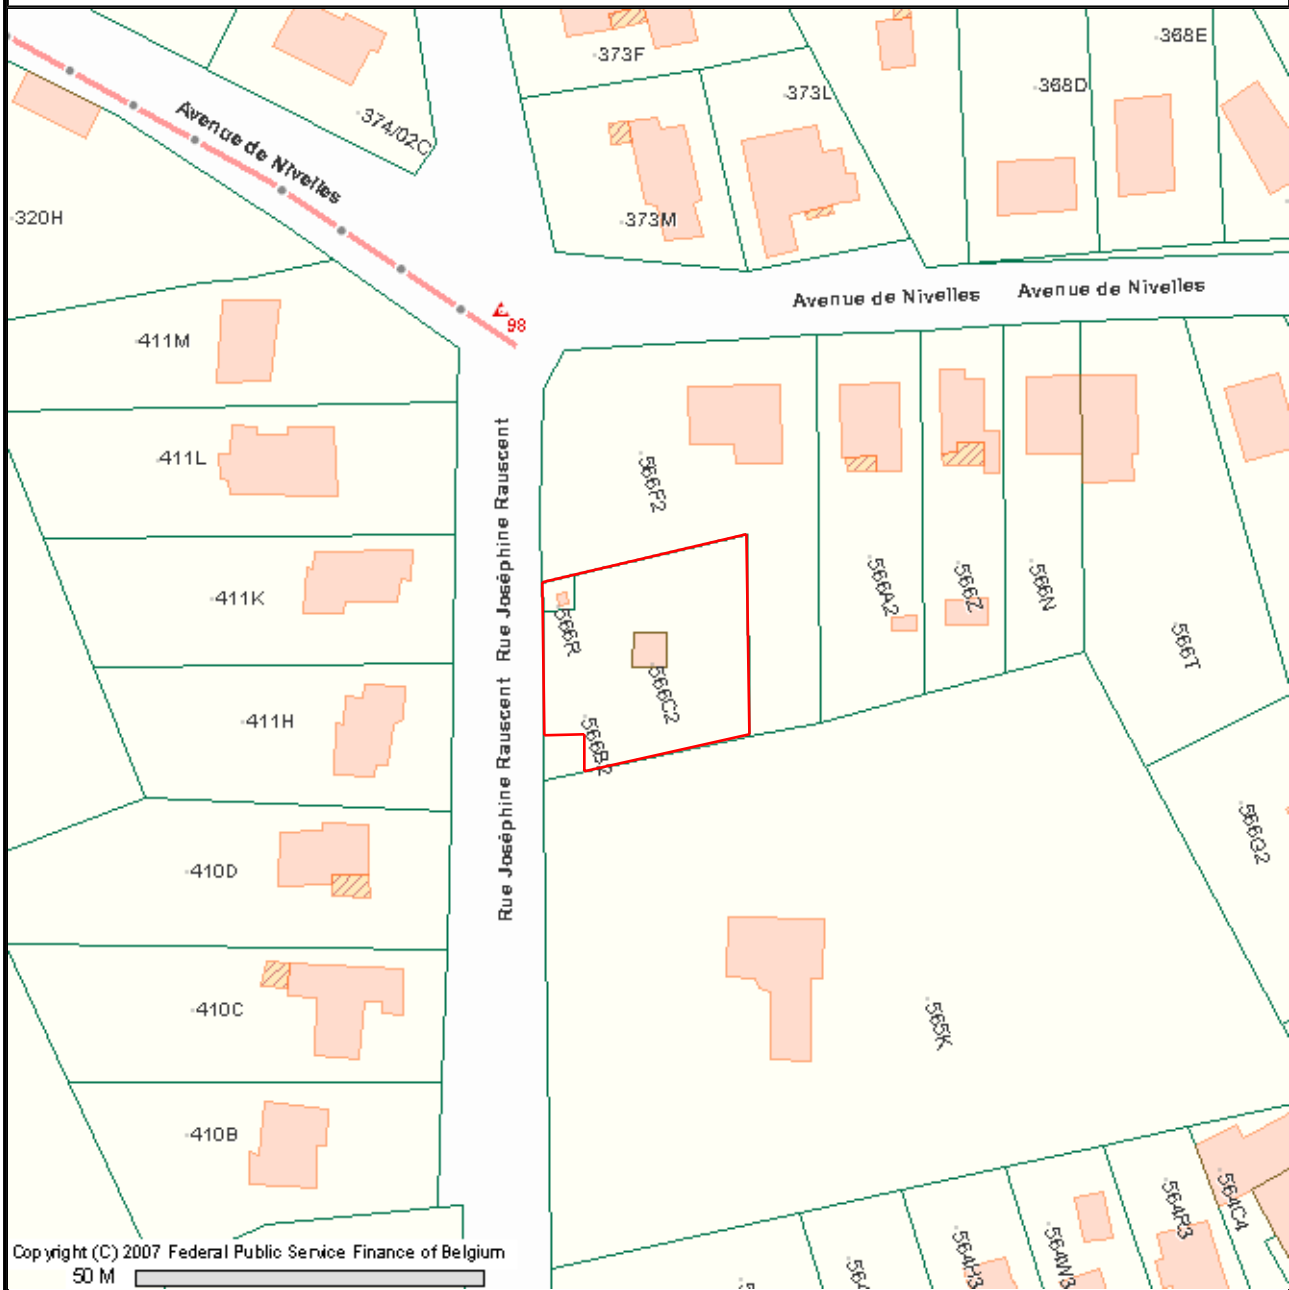 368E
373F
368D
373L
374/02C
Avenue de Nivelles
320H
373M
Avenue de Nivelles
Avenue de Nivelles
98
411M
411L
566F2
Rue Joséphine Rauscent
566A2
566Z
566N
411K
566R
566T
566C2
411H
566B2
Rue Joséphine Rauscent
566G2
410D
410C
565K
410B
564C4
564R3
564W3
Copyright (C) 2007 Federal Public Service Finance of Belgium
50 M